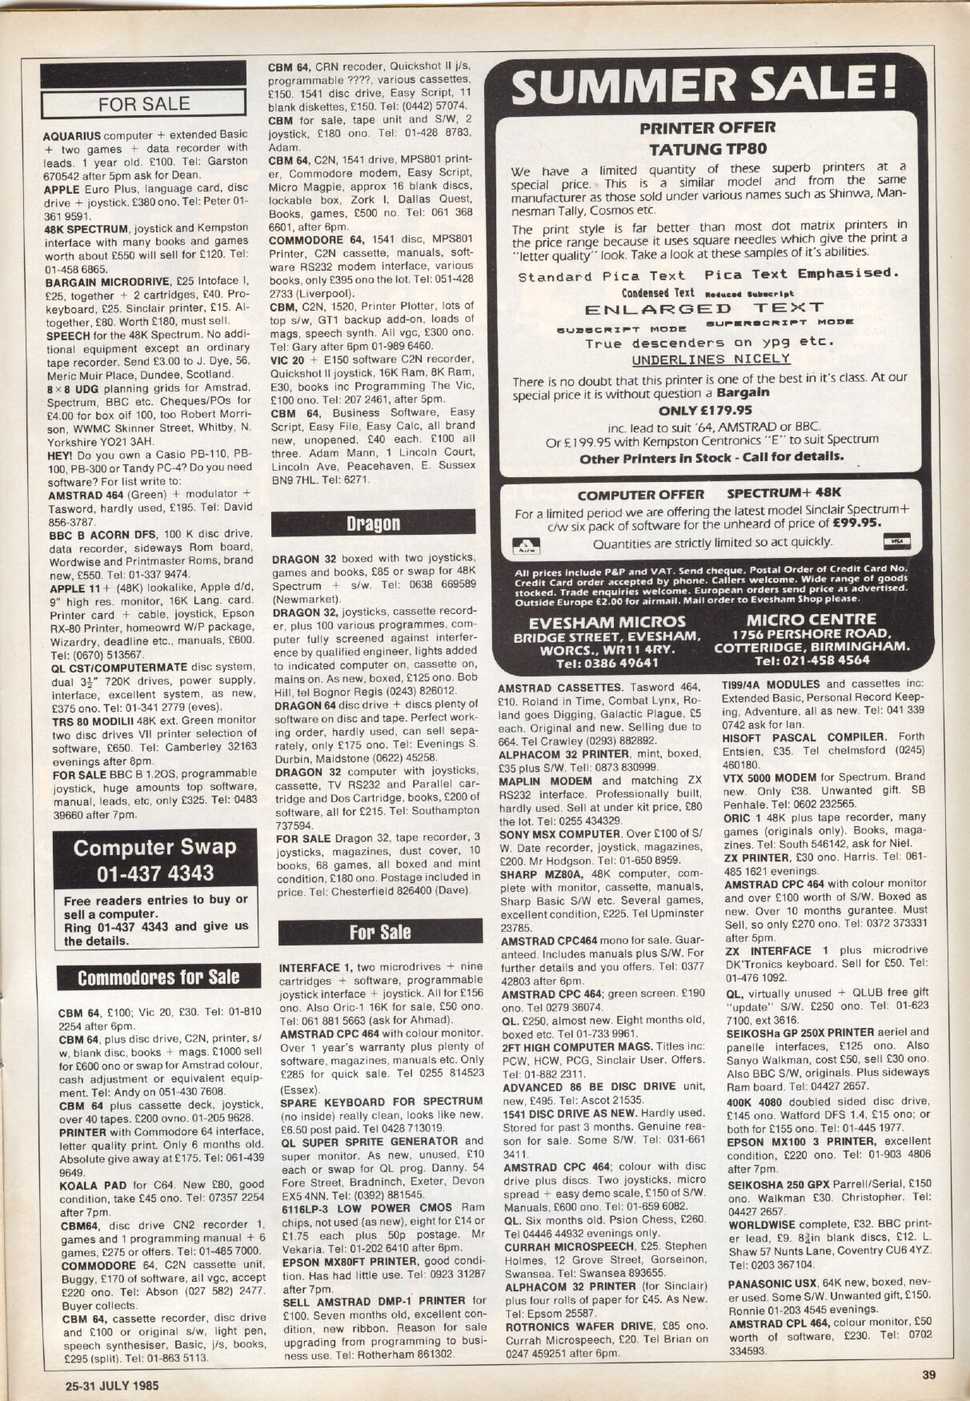 FOR SALE
AQUARIUS computer + extended Basic
+ two games + data recorder with
leads. 1 year old. £100. Tel: Garston
670542 after 5pm ask for Dean.
APPLE Euro Plus, language card, disc
drive + joystick. £380 ono. Tel: Peter 01-
361 9591.
48K SPECTRUM, joystick and Kempston
interface with many books and games
worth about £550 will sell for £120. Tel:
01-458 6865.
BARGAIN MICRODRIVE, £25 Intoface I,
£25, together + 2 cartridges, £40. Pro-
keyboard, £25. Sinclair printer, £15. Al-
together, £80. Worth £180, must sell.
SPEECH for the 48K Spectrum. No addi-
tional equipment except an ordinary
tape recorder. Send £3.00 to J. Dye, 56,
Meric Muir Place, Dundee, Scotland.
8×8 UDG planning grids for Amstrad,
Spectrum, BBC etc. Cheques/POs for
£4.00 for box oif 100, too Robert Morri-
son, WWMC Skinner Street, Whitby, N.
Yorkshire YO21 3AH.
HEY! Do you own a Casio PB-110, PB-
100, PB-300 or Tandy PC-4? Do you need
software? For list write to:
AMSTRAD 464 (Green) + modulator +
Tasword, hardly used, £195. Tel: David
856-3787.
BBC B ACORN DFS, 100 K disc drive,
data recorder, sideways Rom board,
Wordwise and Printmaster Roms, brand
new, £550. Tel: 01-337 9474.
APPLE 11+ (48K) lookalike, Apple d/d,
9" high res. monitor, 16K Lang. card.
Printer card + cable, joystick, Epson
RX-80 Printer, homeowrd W/P package,
Wizardry, deadline etc., manuals, £600.
Tel: (0670) 513567.
QL CST/COMPUTERMATE disc system,
dual 3½" 720K drives, power supply,
interface, excellent system, as new,
£375 ono. Tel: 01-341 2779 (eves).
TRS 80 MODILII 48K ext. Green monitor
two disc drives VII printer selection of
software, £650. Tel: Camberley 32163
evenings after 8pm.
FOR SALE BBC B 1.2OS, programmable
joystick, huge amounts top software,
manual, leads, etc, only £325. Tel: 0483
39660 after 7pm.
Computer Swap
01-437 4343
Free readers entries to buy or
sell a computer.
Ring 01-437 4343 and give us
the details.
Commodores for Sale
CBM 64, £100; Vic 20, £30. Tel: 01-810
2254 after 6pm.
CBM 64, plus disc drive, C2N, printer, s/
w, blank disc, books + mags. £1000 sell
for £600 ono or swap for Amstrad colour,
cash adjustment or equivalent equip-
ment. Tel: Andy on 051-430 7608.
CBM 64 plus cassette deck, joystick,
over 40 tapes. £200 ovno. 01-205 9628.
PRINTER with Commodore 64 interface,
letter quality print. Only 6 months old.
Absolute give away at £175. Tel: 061-439
9649.
KOALA PAD for C64. New £80, good
condition, take £45 ono. Tel: 07357 2254
after 7pm.
CBM64, disc drive CN2 recorder 1,
games and 1 programming manual + 6
games, £275 or offers. Tel: 01-485 7000.
COMMODORE 64, C2N cassette unit,
Buggy, £170 of software, all vgc, accept
£220 ono. Tel: Abson (027 582) 2477.
Buyer collects.
CBM 64, cassette recorder, disc drive
and £100 or original s/w, light pen,
speech synthesiser, Basic, j/s, books,
£295 (split). Tel: 01-863 5113.
CBM 64, CRN recoder, Quickshot II j/s,
programmable ????, various cassettes,
£150. 1541 disc drive, Easy Script, 11
blank diskettes, £150. Tel: (0442) 57074.
CBM for sale, tape unit and S/W, 2
joystick, £180 ono. Tel: 01-428 8783,
Adam.
CBM 64, C2N, 1541 drive, MPS801 print-
er, Commodore modem, Easy Script,
Micro Magpie, approx 16 blank discs,
lockable box, Zork I, Dallas Quest,
Books, games, £500 no. Tel: 061 368
6601, after 6pm.
COMMODORE 64, 1541 disc, MPS801
Printer, C2N cassette, manuals, soft-
ware RS232 modem interface, various
books, only £395 ono the lot. Tel: 051-428
2733 (Liverpool).
CBM, C2N, 1520, Printer Plotter, lots of
top s/w, GT1 backup add-on, loads of
mags, speech synth. All vgc, £300 ono.
Tel: Gary after 6pm 01-989 6460.
VIC 20 + E150 software C2N recorder,
Quickshot II joystick, 16K Ram, 8K Ram,
E30, books inc Programming The Vic,
£100 ono. Tel: 207 2461, after 5pm.
CBM 64, Business Software, Easy
Script, Easy File, Easy Calc, all brand
new, unopened, £40 each. £100 all
three. Adam Mann, 1 Lincoln Court,
Lincoln Ave, Peacehaven, E. Sussex
BN9 7HL. Tel: 6271.
Dragon
DRAGON 32 boxed with two joysticks,
games and books, £85 or swap for 48K
Spectrum + s/w. Tel: 0638 669589
(Newmarket).
DRAGON 32, joysticks, cassette record-
er, plus 100 various programmes, com-
puter fully screened against interfer-
ence by qualified engineer, lights added
to indicated computer on, cassette on,
mains on. As new, boxed, £125 ono. Bob
Hill, tel Bognor Regis (0243) 826012.
DRAGON 64 disc drive + discs plenty of
software on disc and tape. Perfect work-
ing order, hardly used, can sell sepa-
rately, only £175 ono. Tel: Evenings S.
Durbin, Maidstone (0622) 45258.
DRAGON 32 computer with joysticks,
cassette, TV RS232 and Parallel car-
tridge and Dos Cartridge, books, £200 of
software, all for £215. Tel: Southampton
737594.
FOR SALE Dragon 32, tape recorder, 3
joysticks, magazines, dust cover, 10
books, 68 games, all boxed and mint
condition, £180 ono. Postage included in
price. Tel: Chesterfield 826400 (Dave).
For Sale
INTERFACE 1, two microdrives + nine
cartridges + software, programmable
joystick interface + joystick. All for £156
ono. Also Oric-1 16K for sale, £50 ono.
Tel: 061 881 5663 (ask for Ahmad).
AMSTRAD CPC 464 with colour monitor.
Over 1 year's warranty plus plenty of
software, magazines, manuals etc. Only
£285 for quick sale. Tel 0255 814523
(Essex).
SPARE KEYBOARD FOR SPECTRUM
(no inside) really clean, looks like new.
£6.50 post paid. Tel 0428 713019.
QL SUPER SPRITE GENERATOR and
super monitor. As new, unused, £10
each or swap for QL prog. Danny. 54
Fore Street, Bradninch, Exeter, Devon
EX5 4NN. Tel: (0392) 881545.
6116LP-3 LOW POWER CMOS Ram
chips, not used (as new), eight for £14 or
£1.75 each plus 50p postage. Mr
Vekaria. Tel: 01-202 6410 after 6pm.
EPSON MX80FT PRINTER, good condi-
tion. Has had little use. Tel: 0923 31287
after 7pm.
SELL AMSTRAD DMP-1 PRINTER for
£100. Seven months old, excellent con-
dition, new ribbon. Reason for sale
upgrading from programming to busi-
ness use. Tel: Rotherham 861302.
SUMMER SALE!
PRINTER OFFER
TATUNG TP80
We have a limited quantity of these superb printers at a
special price. This is a similar model and from the same
manufacturer as those sold under various names such as Shinwa, Man-
nesman Tally, Cosmos etc.
The print style is far better than most dot matrix printers in
the price range because it uses square needles which give the print a
"letter quality" look. Take a look at these samples of it's abilities.
Standard Pica Text Pica Text Emphasised.
Condensed Text Reduced Subscript
ENLARGED TEXT
SUBSCRIPT MODE SUPERSCRIPT MODE
True descenders on ypg etc.
UNDERLINES NICELY
There is no doubt that this printer is one of the best in it's class. At our
special price it is without question a Bargain
ONLY £179.95
inc. lead to suit '64, AMSTRAD or BBC.
Or £199.95 with Kempston Centronics "E" to suit Spectrum
Other Printers in Stock - Call for details.
COMPUTER OFFER SPECTRUM+ 48K
For a limited period we are offering the latest model Sinclair Spectrum+
c/w six pack of software for the unheard of price of £99.95.
Quantities are strictly limited so act quickly.
VISA
All prices include P&P and VAT. Send cheque, Postal Order of Credit Card No.
Credit Card order accepted by phone. Callers welcome. Wide range of goods
stocked. Trade enquiries welcome. European orders send price as advertised.
Outside Europe £2.00 for airmail. Mail order to Evesham Shop please.
EVESHAM MICROS
BRIDGE STREET, EVESHAM,
WORCS., WR11 4RY.
Tel: 0386 49641
MICRO CENTRE
1756 PERSHORE ROAD,
COTTERIDGE, BIRMINGHAM.
Tel: 021-458 4564
AMSTRAD CASSETTES. Tasword 464,
£10. Roland in Time, Combat Lynx, Ro-
land goes Digging, Galactic Plague, £5
each. Original and new. Selling due to
664. Tel Crawley (0293) 882892.
ALPHACOM 32 PRINTER, mint, boxed,
£35 plus S/W. Tell: 0873 830999.
MAPLIN MODEM and matching ZX
RS232 interface. Professionally built,
hardly used. Sell at under kit price, £80
the lot. Tel: 0255 434329.
SONY MSX COMPUTER. Over £100 of S/
W. Date recorder, joystick, magazines,
£200. Mr Hodgson. Tel: 01-650 8959.
SHARP MZ80A, 48K computer, com-
plete with monitor, cassette, manuals,
Sharp Basic S/W etc. Several games,
excellent condition, £225. Tel Upminster
23785.
AMSTRAD CPC464 mono for sale. Guar-
anteed. Includes manuals plus S/W. For
further details and you offers. Tel: 0377
42803 after 6pm.
AMSTRAD CPC 464; green screen. £190
ono. Tel 0279 36074.
QL. £250, almost new. Eight months old,
boxed etc. Tel 01-733 9961.
2FT HIGH COMPUTER MAGS. Titles inc:
PCW, HCW, PCG, Sinclair User. Offers.
Tel: 01-882 2311.
ADVANCED 86 BE DISC DRIVE unit,
new, £495. Tel: Ascot 21535.
1541 DISC DRIVE AS NEW. Hardly used.
Stored for past 3 months. Genuine rea-
son for sale. Some S/W. Tel: 031-661
3411.
AMSTRAD CPC 464; colour with disc
drive plus discs. Two joysticks, micro
spread + easy demo scale, £150 of S/W.
Manuals, £600 ono. Tel: 01-659 6082.
QL. Six months old. Psion Chess, £260.
Tel 04446 44932 evenings only.
CURRAH MICROSPEECH, £25. Stephen
Holmes, 12 Grove Street, Gorseinon,
Swansea. Tel: Swansea 893655.
ALPHACOM 32 PRINTER (for Sinclair)
plus four rolls of paper for £45. As New.
Tel: Epsom 25587.
ROTRONICS WAFER DRIVE, £85 ono.
Currah Microspeech, £20. Tel Brian on
0247 459251 after 6pm.
TI99/4A MODULES and cassettes inc:
Extended Basic, Personal Record Keep-
ing, Adventure, all as new. Tel: 041 339
0742 ask for Ian.
HISOFT PASCAL COMPILER. Forth
Entsien, £35. Tel chelmsford (0245)
460180.
VTX 5000 MODEM for Spectrum. Brand
new. Only £38. Unwanted gift. SB
Penhale. Tel: 0602 232565.
ORIC 1 48K plus tape recorder, many
games (originals only). Books, maga-
zines. Tel: South 546142, ask for Niel.
ZX PRINTER, £30 ono. Harris. Tel: 061-
485 1621 evenings.
AMSTRAD CPC 464 with colour monitor
and over £100 worth of S/W. Boxed as
new. Over 10 months gurantee. Must
Sell, so only £270 ono. Tel: 0372 373331
after 5pm.
ZX INTERFACE 1 plus microdrive
DK'Tronics keyboard. Sell for £50. Tel:
01-476 1092.
QL, virtually unused + QLUB free gift
"update" S/W. £250 ono. Tel: 01-623
7100, ext 3616.
SEIKOSHA GP 250X PRINTER aeriel and
panelle interfaces, £125 ono. Also
Sanyo Walkman, cost £50, sell £30 ono.
Also BBC S/W, originals. Plus sideways
Ram board. Tel: 04427 2657.
400K 4080 doubled sided disc drive,
£145 ono. Watford DFS 1.4, £15 ono; or
both for £155 ono. Tel: 01-445 1977.
EPSON MX100 3 PRINTER, excellent
condition, £220 ono. Tel: 01-903 4806
after 7pm.
SEIKOSHA 250 GPX Parrell/Serial, £150
ono. Walkman £30. Christopher. Tel:
04427 2657.
WORLDWISE complete, £32. BBC print-
er lead, £9. 8¾in blank discs, £12. L.
Shaw 57 Nunts Lane, Coventry CU6 4YZ.
Tel: 0203 367104.
PANASONIC USX, 64K new, boxed, nev-
er used. Some S/W. Unwanted gift, £150.
Ronnie 01-203 4545 evenings.
AMSTRAD CPL 464, colour monitor, £50
worth of software, £230. Tel: 0702
334593.
25-31 JULY 1985
39